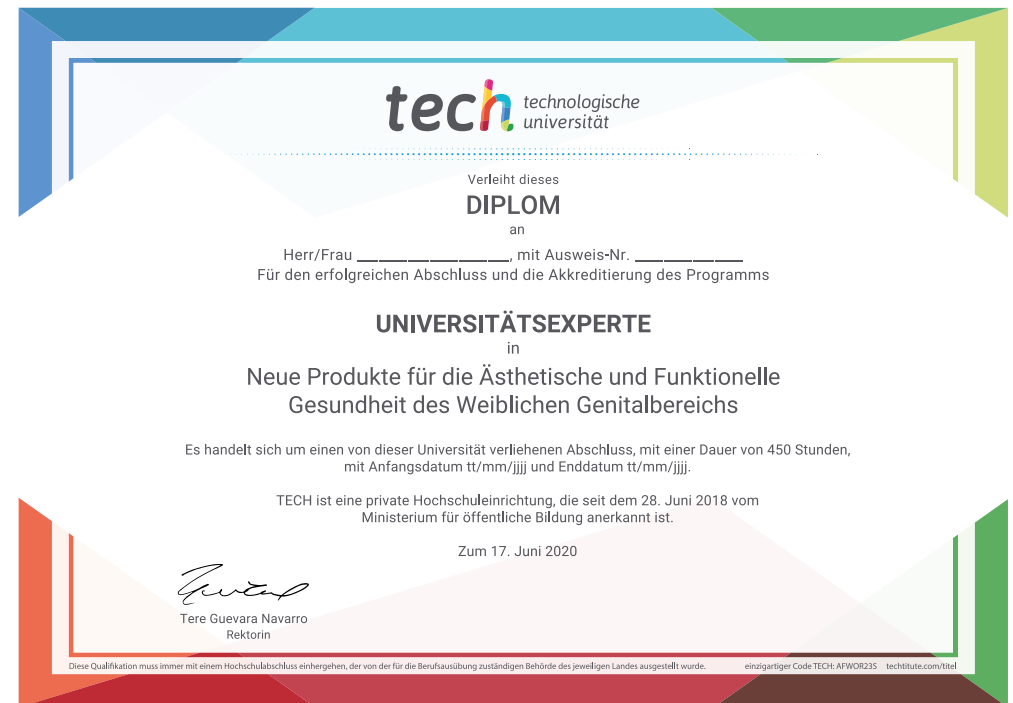 tech technologische
universität
Verleiht dieses
DIPLOM
an
Herr/Frau ______________, mit Ausweis-Nr. __________
Für den erfolgreichen Abschluss und die Akkreditierung des Programms
UNIVERSITÄTSEXPERTE
in
Neue Produkte für die Ästhetische und Funktionelle
Gesundheit des Weiblichen Genitalbereichs
Es handelt sich um einen von dieser Universität verliehenen Abschluss, mit einer Dauer von 450 Stunden,
mit Anfangsdatum tt/mm/jjjj und Enddatum tt/mm/jjjj.
TECH ist eine private Hochschuleinrichtung, die seit dem 28. Juni 2018 vom
Ministerium für öffentliche Bildung anerkannt ist.
Zum 17. Juni 2020
Tere Guevara Navarro
Rektorin
Diese Qualifikation muss immer mit einem Hochschulabschluss einhergehen, der von der für die Berufsausübung zuständigen Behörde des jeweiligen Landes ausgestellt wurde. einzigartiger Code TECH: AFWOR23S techtitute.com/titel